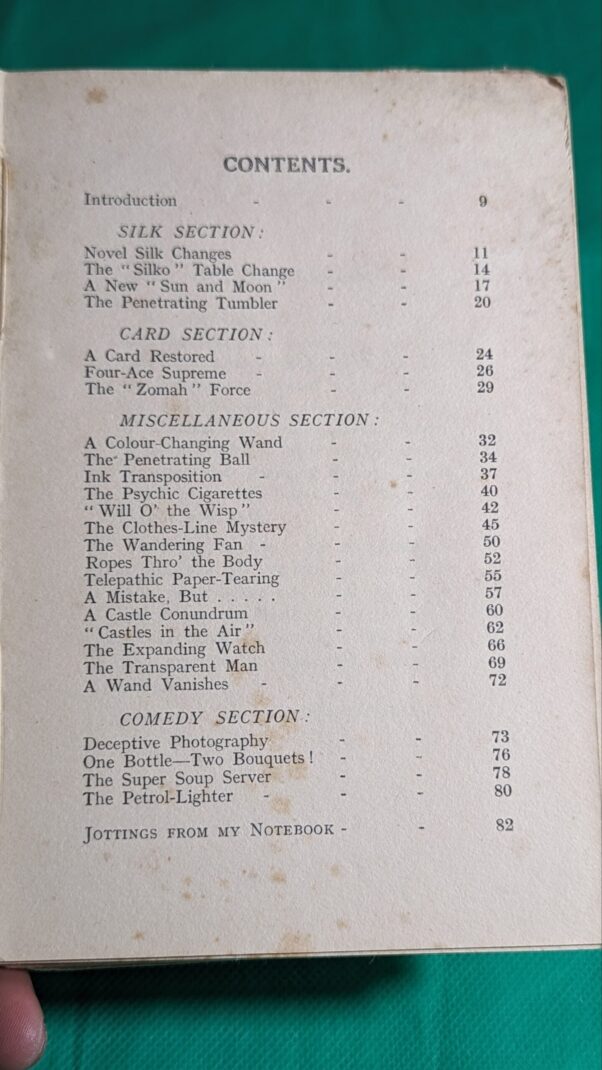 CONTENTS.
Introduction - - - 9
SILK SECTION:
Novel Silk Changes - - 11
The "Silko" Table Change - - 14
A New "Sun and Moon" - - 17
The Penetrating Tumbler - - 20
CARD SECTION:
A Card Restored - - - 24
Four-Ace Supreme - - - 26
The "Zomah" Force - - 29
MISCELLANEOUS SECTION:
A Colour-Changing Wand - - 32
The Penetrating Ball - - 34
Ink Transposition - - - 37
The Psychic Cigarettes - - 40
"Will O' the Wisp" - - 42
The Clothes-Line Mystery - - 45
The Wandering Fan - - - 50
Ropes Thro' the Body - - 52
Telepathic Paper-Tearing - - 55
A Mistake, But . . . . . - - 57
A Castle Conundrum - - 60
"Castles in the Air" - - 62
The Expanding Watch - - 66
The Transparent Man - - 69
A Wand Vanishes - - - 72
COMEDY SECTION:
Deceptive Photography - - 73
One Bottle—Two Bouquets! - - 76
The Super Soup Server - - 78
The Petrol-Lighter - - - 80
JOTTINGS FROM MY NOTEBOOK - - 82